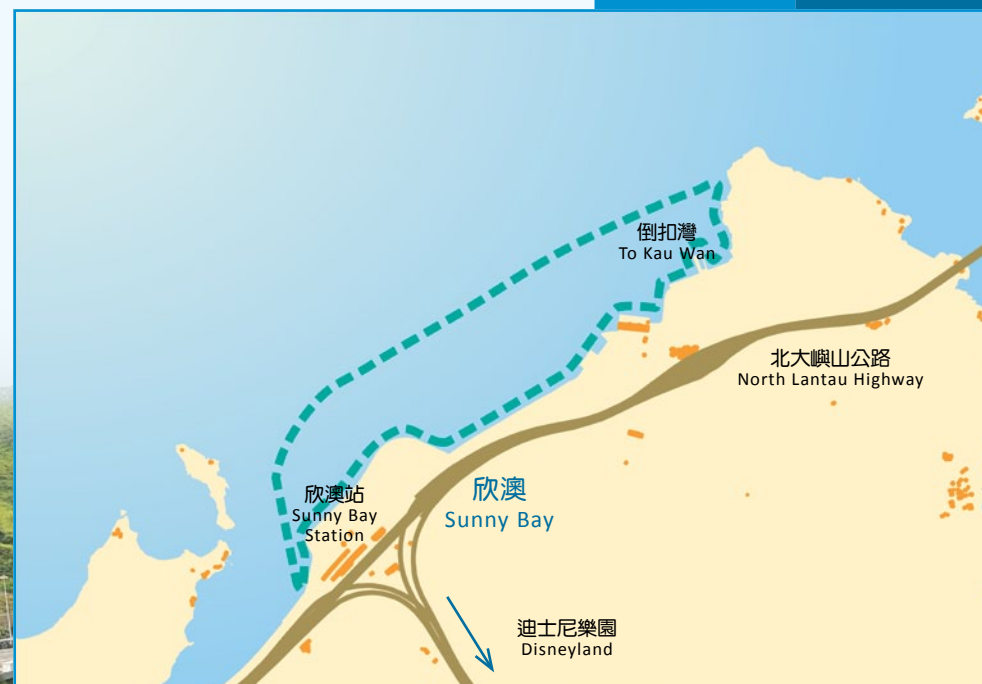 倒扣灣
To Kau Wan
北大嶼山公路
North Lantau Highway
欣澳站
Sunny Bay
Station
欣澳
Sunny Bay
迪士尼樂園
Disneyland